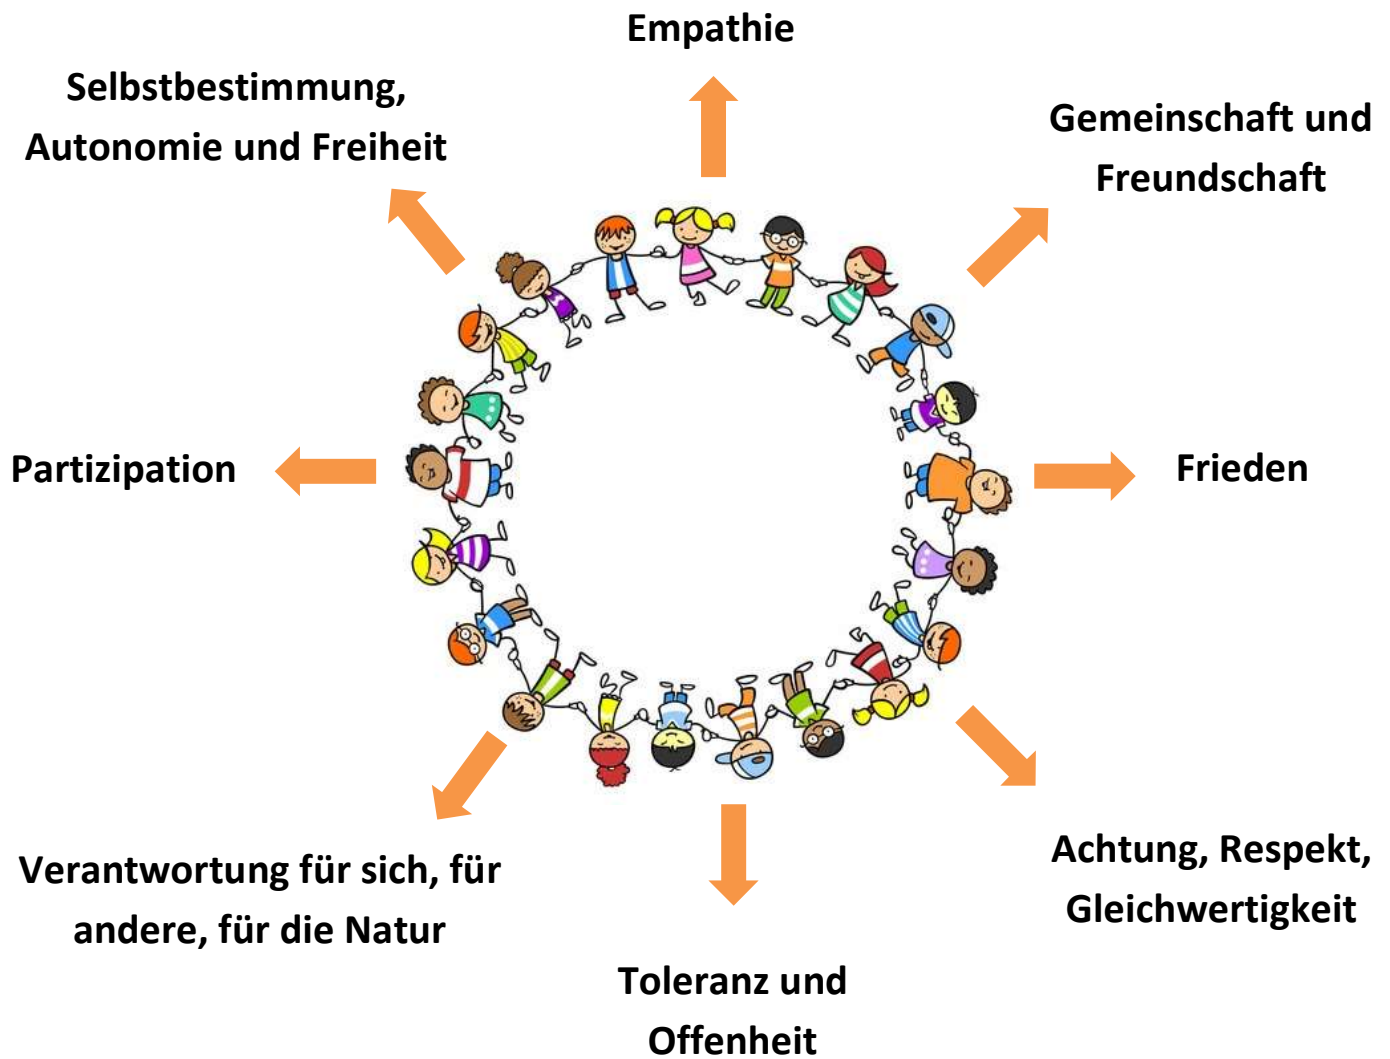 Empathie
Selbstbestimmung,
Autonomie und Freiheit
Gemeinschaft und
Freundschaft
Partizipation
Frieden
Verantwortung für sich, für
andere, für die Natur
Achtung, Respekt,
Gleichwertigkeit
Toleranz und
Offenheit